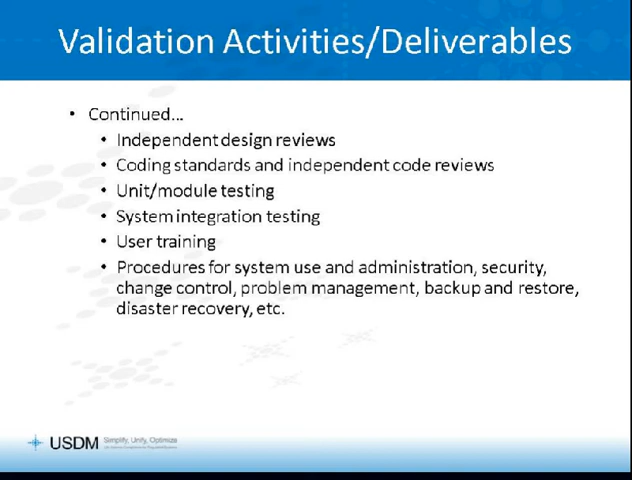 Validation Activities/Deliverables
• Continued...
• Independent design reviews
• Coding standards and independent code reviews
• Unit/module testing
• System integration testing
• User training
• Procedures for system use and administration, security,
change control, problem management, backup and restore,
disaster recovery, etc.
USDM Simplify, Unify, Optimize